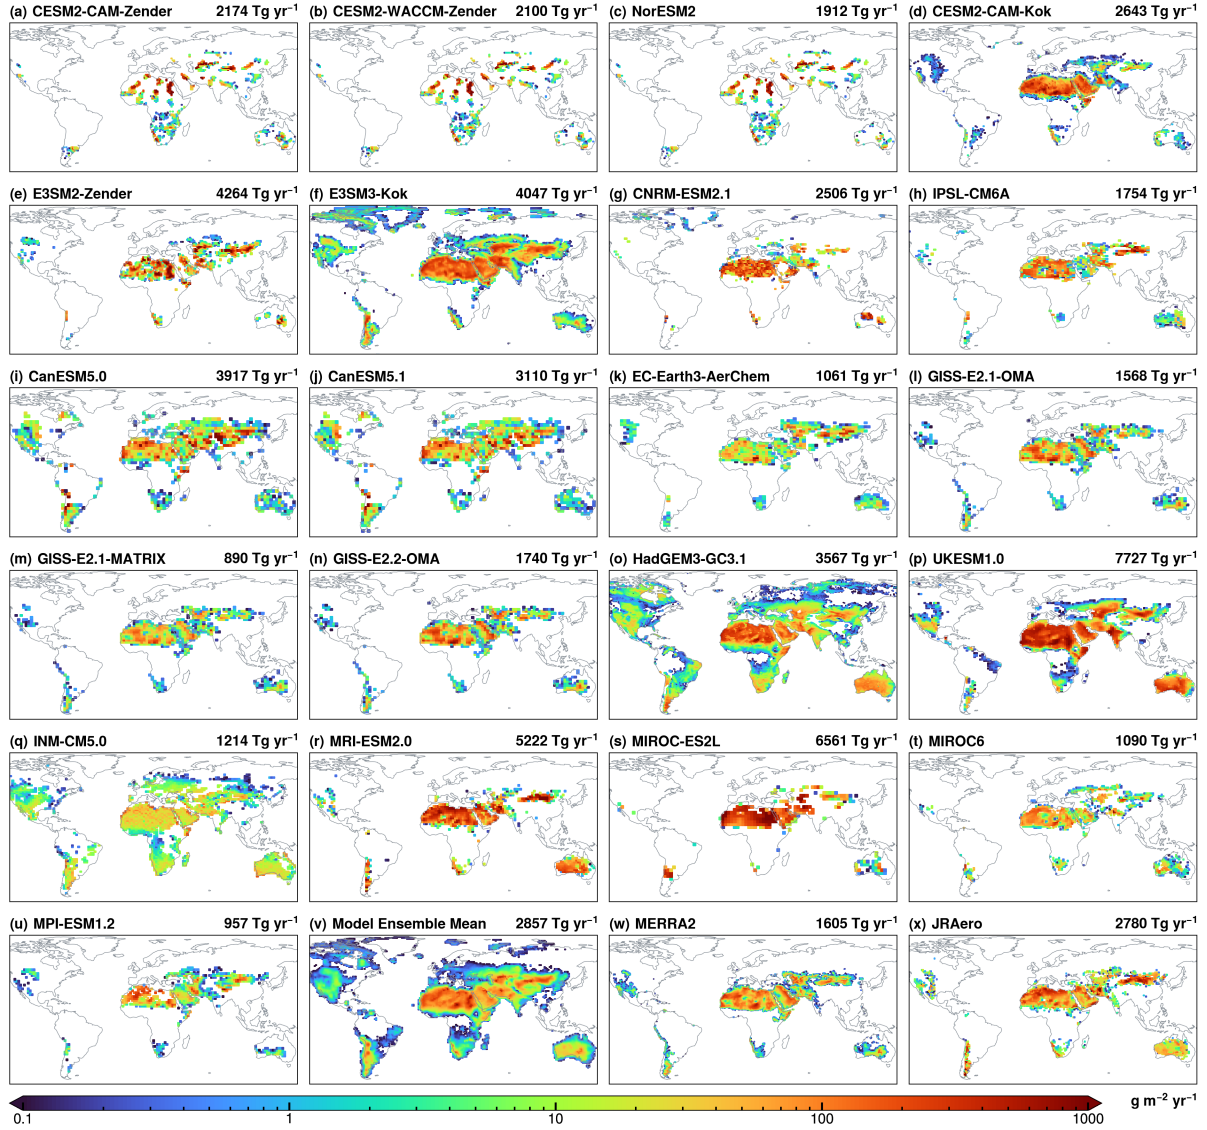 (a) CESM2-CAM-Zender 2174 Tg yr⁻¹
(b) CESM2-WACCM-Zender 2100 Tg yr⁻¹
(c) NorESM2 1912 Tg yr⁻¹
(d) CESM2-CAM-Kok 2643 Tg yr⁻¹
(e) E3SM2-Zender 4264 Tg yr⁻¹
(f) E3SM3-Kok 4047 Tg yr⁻¹
(g) CNRM-ESM2.1 2506 Tg yr⁻¹
(h) IPSL-CM6A 1754 Tg yr⁻¹
(i) CanESM5.0 3917 Tg yr⁻¹
(j) CanESM5.1 3110 Tg yr⁻¹
(k) EC-Earth3-AerChem 1061 Tg yr⁻¹
(l) GISS-E2.1-OMA 1568 Tg yr⁻¹
(m) GISS-E2.1-MATRIX 890 Tg yr⁻¹
(n) GISS-E2.2-OMA 1740 Tg yr⁻¹
(o) HadGEM3-GC3.1 3567 Tg yr⁻¹
(p) UKESM1.0 7727 Tg yr⁻¹
(q) INM-CM5.0 1214 Tg yr⁻¹
(r) MRI-ESM2.0 5222 Tg yr⁻¹
(s) MIROC-ES2L 6561 Tg yr⁻¹
(t) MIROC6 1090 Tg yr⁻¹
(u) MPI-ESM1.2 957 Tg yr⁻¹
(v) Model Ensemble Mean 2857 Tg yr⁻¹
(w) MERRA2 1605 Tg yr⁻¹
(x) JRAero 2780 Tg yr⁻¹
0.1 1 10 100 1000 g m⁻² yr⁻¹